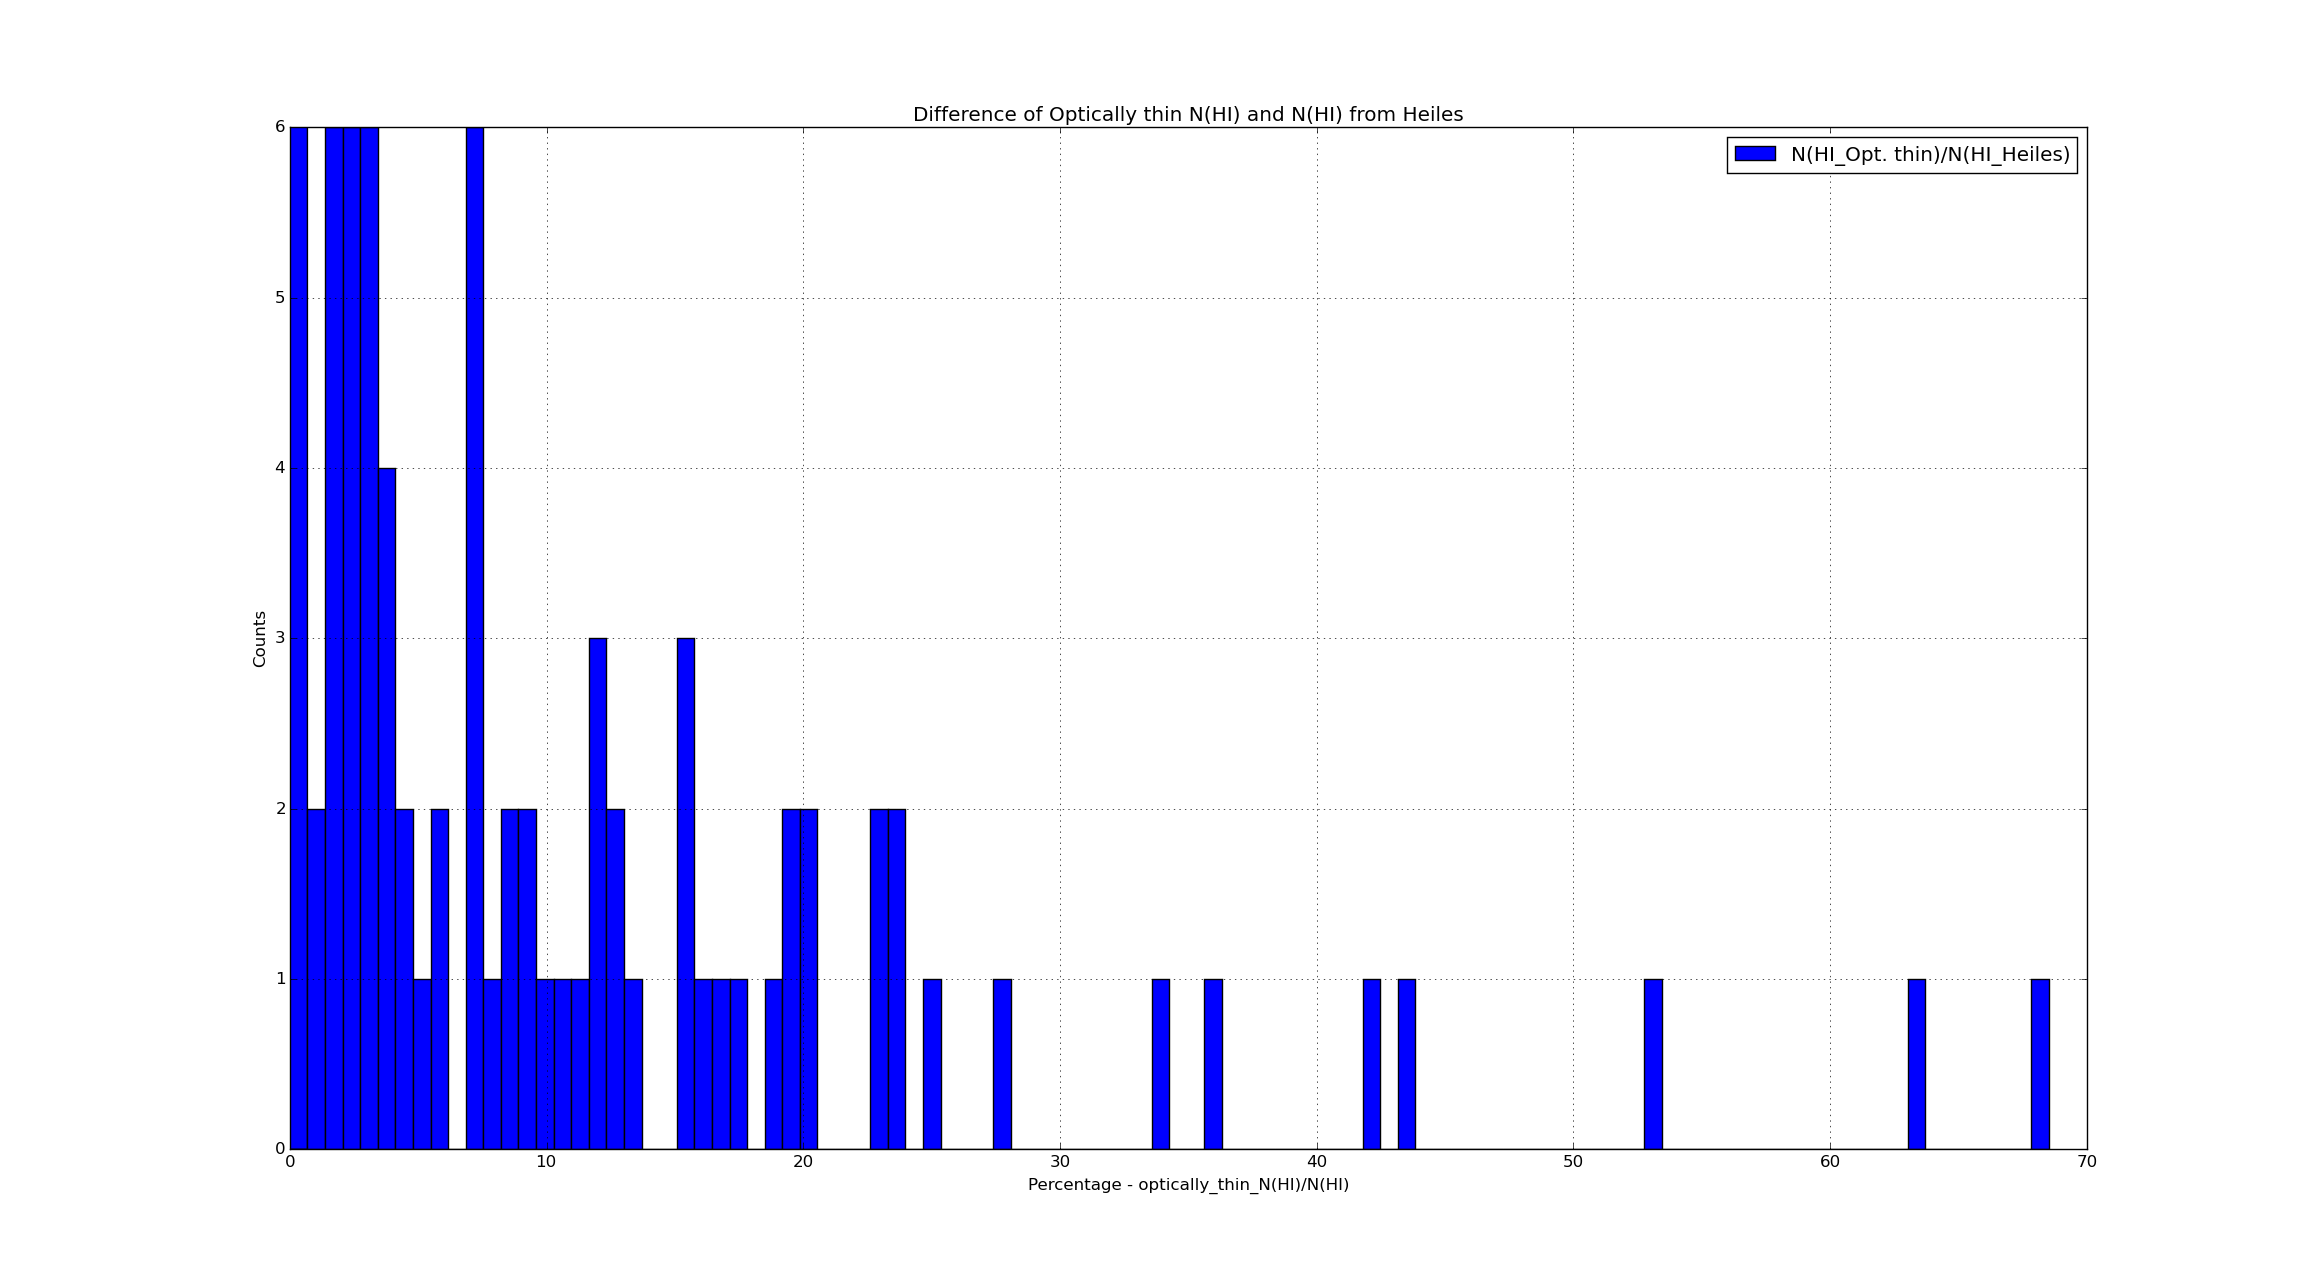 Difference of Optically thin N(HI) and N(HI) from Heiles
N(HI_Opt. thin)/N(HI_Heiles)
6
5
4
3
2
1
0
Counts
0 10 20 30 40 50 60 70
Percentage - optically_thin_N(HI)/N(HI)